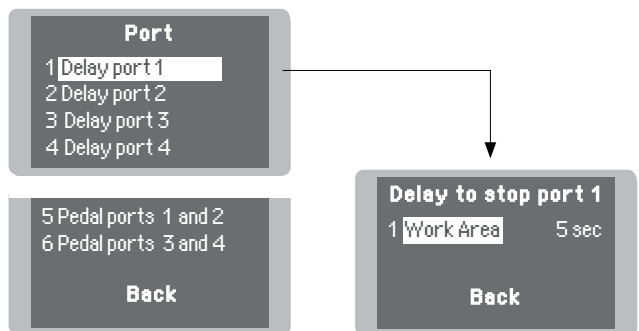 Port
1 Delay port 1
2 Delay port 2
3 Delay port 3
4 Delay port 4
5 Pedal ports 1 and 2
6 Pedal ports 3 and 4
Back
Delay to stop port 1
1 Work Area 5 sec
Back